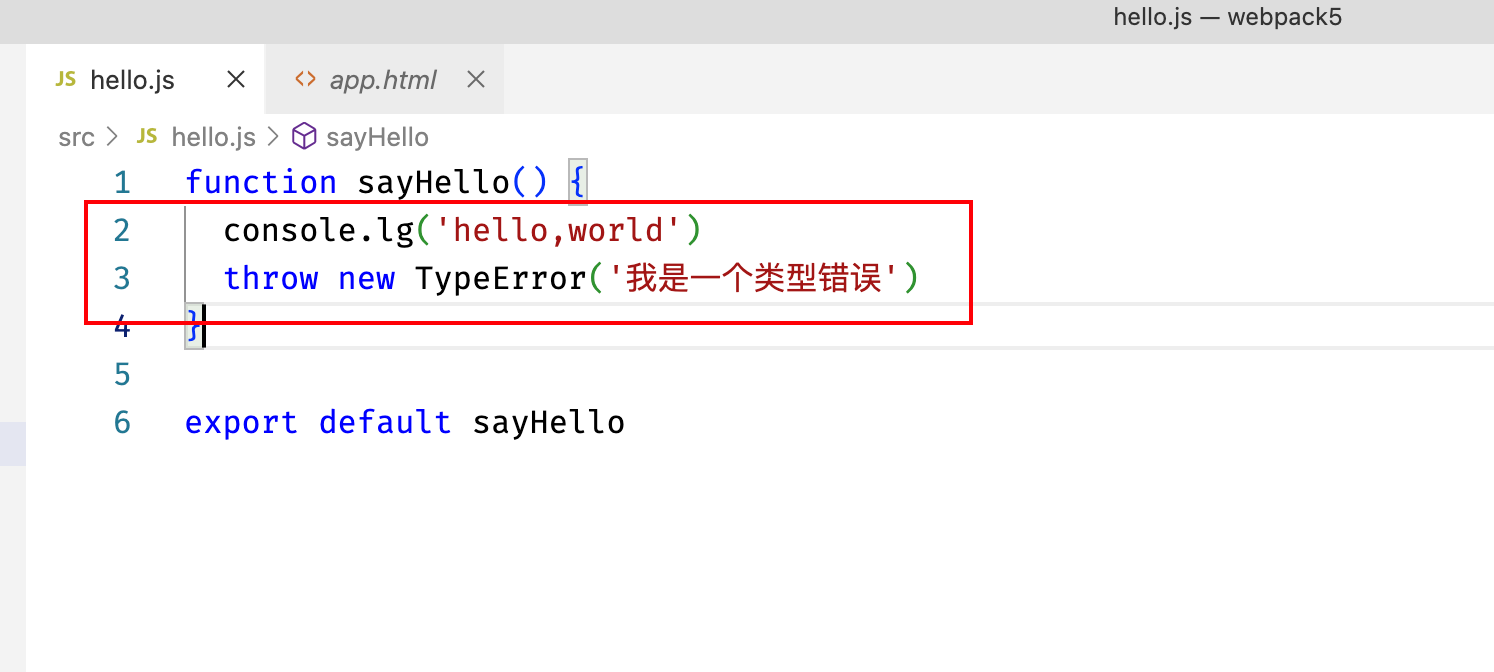 hello.js — webpack5
JS hello.js × <> app.html ×
src > JS hello.js > sayHello
1 function sayHello() {
2 console.lg('hello,world')
3 throw new TypeError('我是一个类型错误')
4 }
5
6 export default sayHello